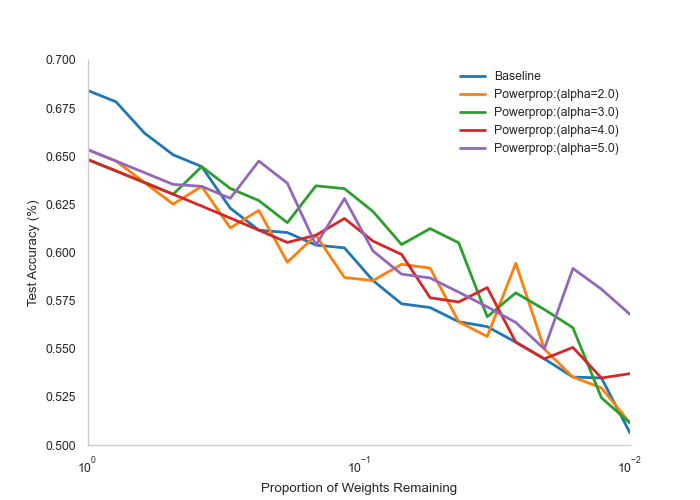 0.700
0.675
0.650
0.625
0.600
0.575
0.550
0.525
0.500
Test Accuracy (%)
Baseline
Powerprop:(alpha=2.0)
Powerprop:(alpha=3.0)
Powerprop:(alpha=4.0)
Powerprop:(alpha=5.0)
10⁰ 10⁻¹ 10⁻²
Proportion of Weights Remaining